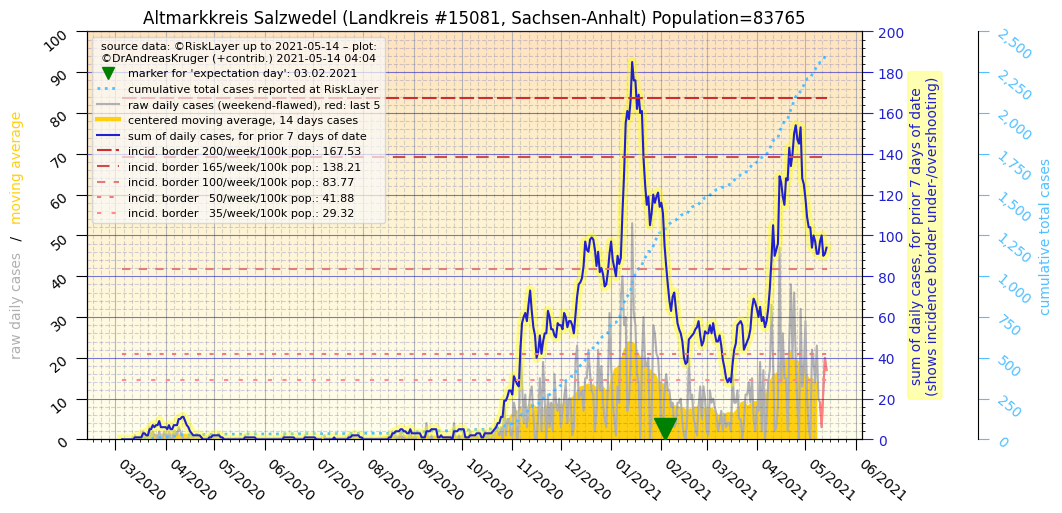 Altmarkkreis Salzwedel (Landkreis #15081, Sachsen-Anhalt) Population=83765
source data: ©RiskLayer up to 2021-05-14 – plot:
©DrAndreasKruger (+contrib.) 2021-05-14 04:04
marker for 'expectation day': 03.02.2021
cumulative total cases reported at RiskLayer
raw daily cases (weekend-flawed), red: last 5
centered moving average, 14 days cases
sum of daily cases, for prior 7 days of date
incid. border 200/week/100k pop.: 167.53
incid. border 165/week/100k pop.: 138.21
incid. border 100/week/100k pop.: 83.77
incid. border   50/week/100k pop.: 41.88
incid. border   35/week/100k pop.: 29.32
raw daily cases  /  moving average
100
90
80
70
60
50
40
30
20
10
0
03/2020
04/2020
05/2020
06/2020
07/2020
08/2020
09/2020
10/2020
11/2020
12/2020
01/2021
02/2021
03/2021
04/2021
05/2021
06/2021
200
180
160
140
120
100
80
60
40
20
0
sum of daily cases, for prior 7 days of date
(shows incidence border under-/overshooting)
2,500
2,250
2,000
1,750
1,500
1,250
1,000
750
500
250
0
cumulative total cases